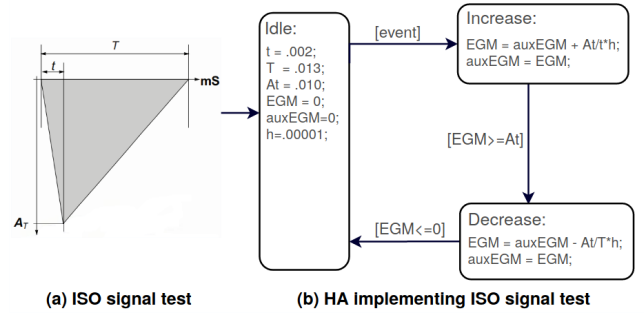 T
t
mS
A_T
(a) ISO signal test
Idle:
t = .002;
T = .013;
At = .010;
EGM = 0;
auxEGM=0;
h=.00001;
[event]
Increase:
EGM = auxEGM + At/t*h;
auxEGM = EGM;
[EGM>=At]
Decrease:
EGM = auxEGM - At/T*h;
auxEGM = EGM;
[EGM<=0]
(b) HA implementing ISO signal test